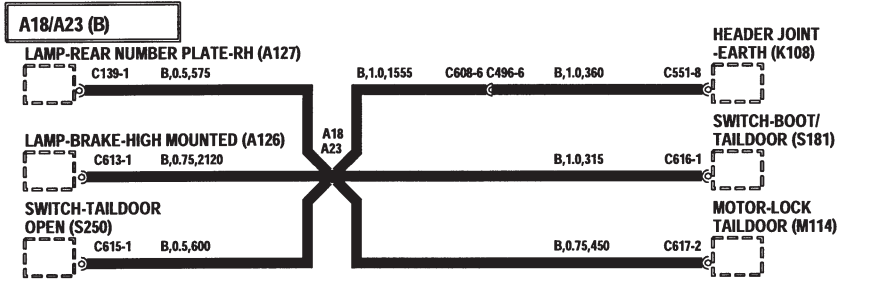 A18/A23 (B)
LAMP-REAR NUMBER PLATE-RH (A127)
C139-1 B,0.5,575
B,1.0,1555 C608-6 C496-6 B,1.0,360 C551-8
HEADER JOINT
-EARTH (K108)
LAMP-BRAKE-HIGH MOUNTED (A126)
C613-1 B,0.75,2120
A18
A23
B,1.0,315 C616-1
SWITCH-BOOT/
TAILDOOR (S181)
SWITCH-TAILDOOR
OPEN (S250)
C615-1 B,0.5,600
B,0.75,450 C617-2
MOTOR-LOCK
TAILDOOR (M114)